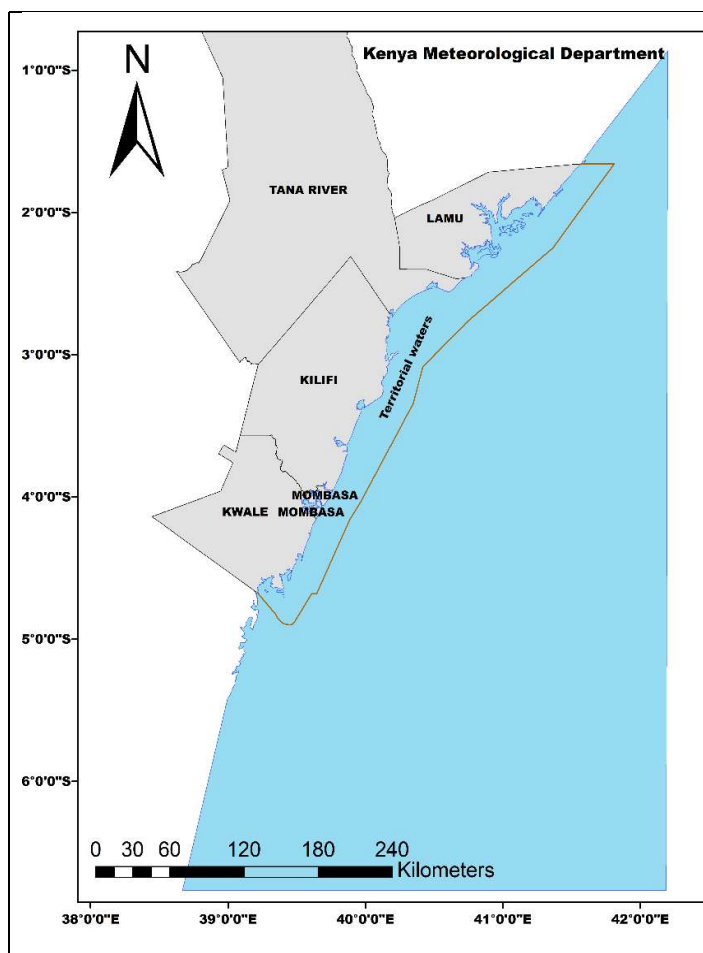 Kenya Meteorological Department
N
1°0'0"S
2°0'0"S
3°0'0"S
4°0'0"S
5°0'0"S
6°0'0"S
TANA RIVER
LAMU
Territorial waters
KILIFI
MOMBASA
KWALE MOMBASA
0 30 60 120 180 240
Kilometers
38°0'0"E 39°0'0"E 40°0'0"E 41°0'0"E 42°0'0"E